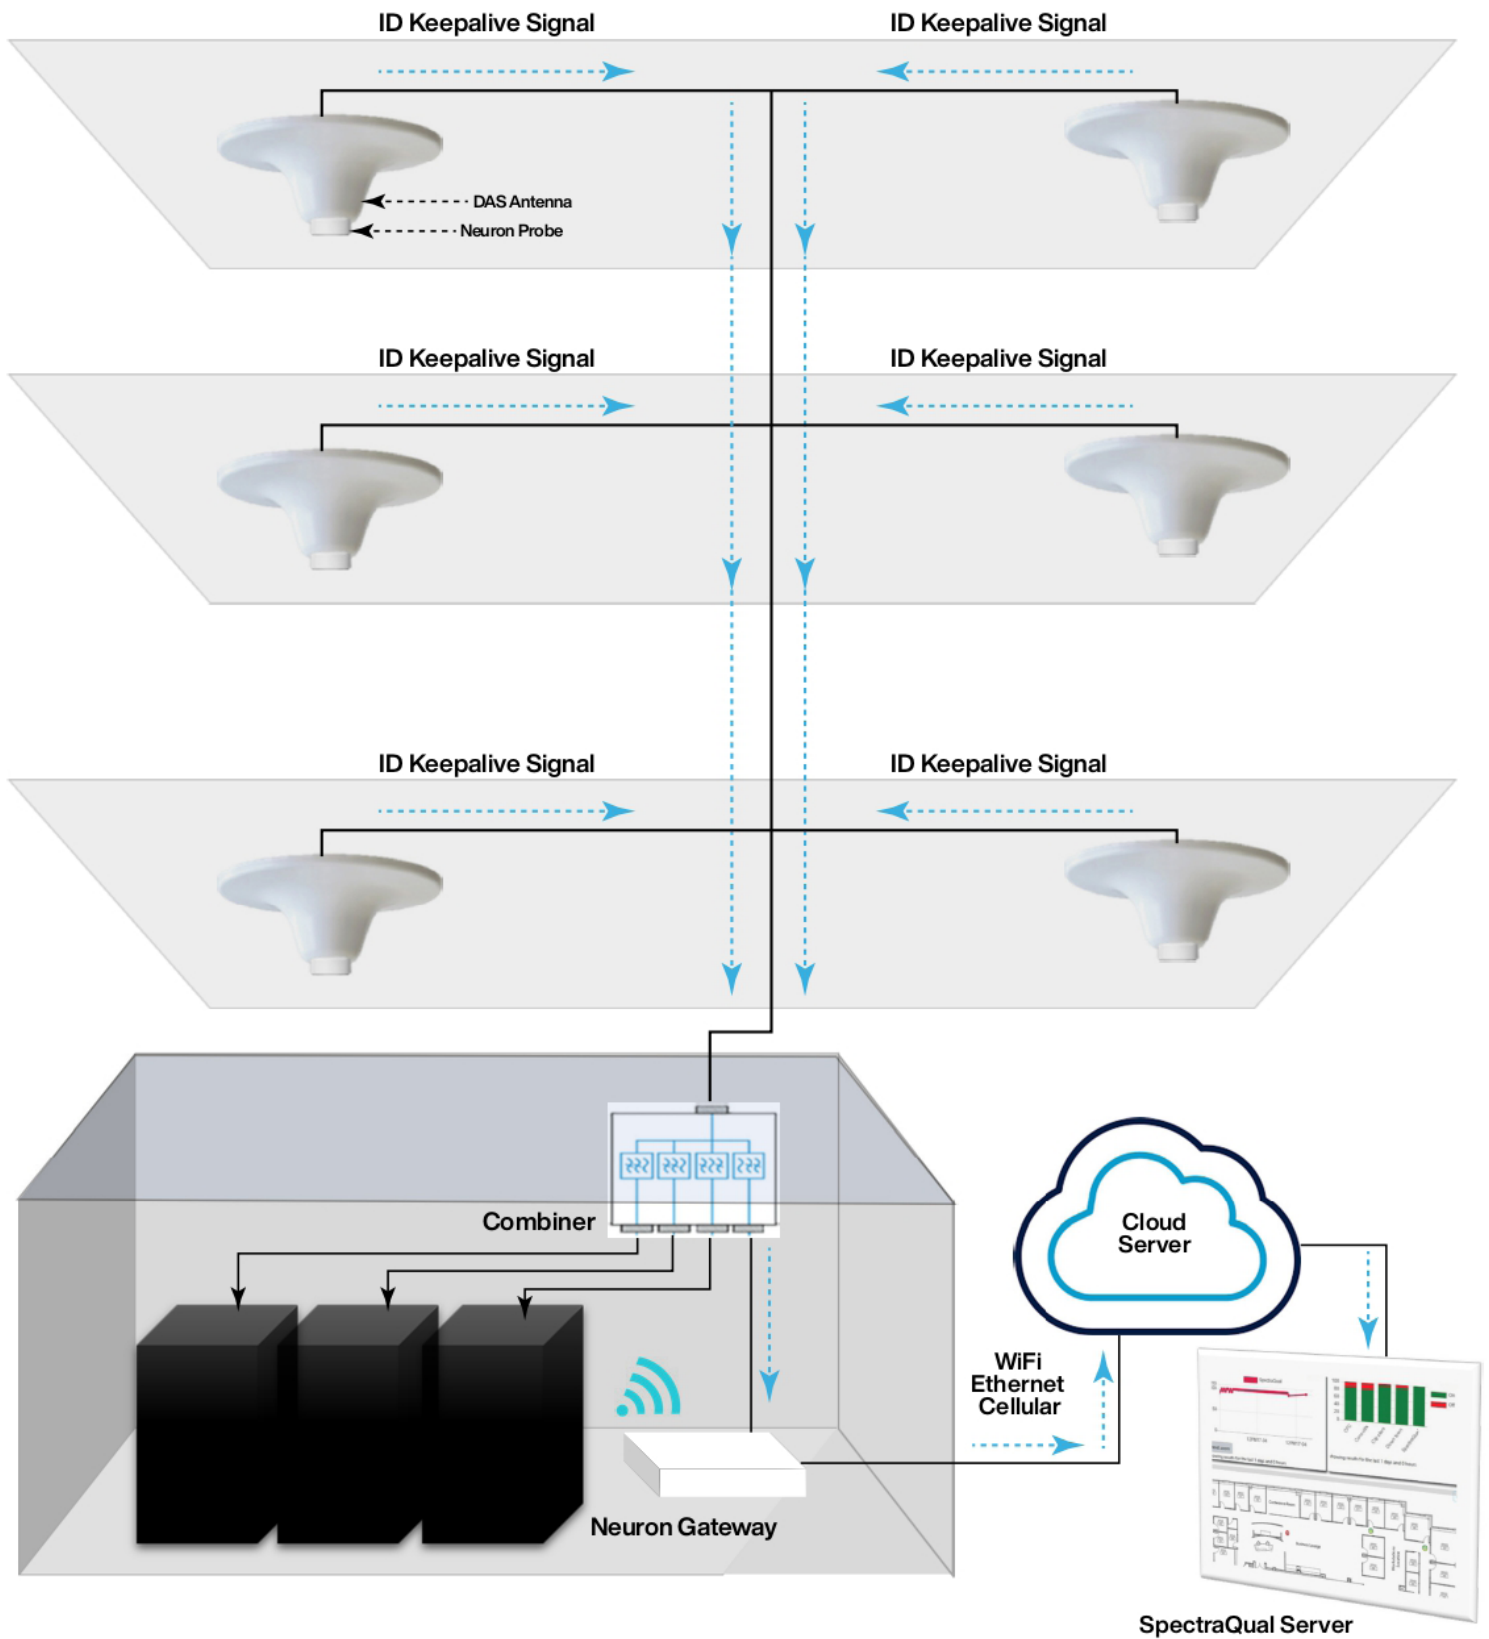 ID Keepalive Signal
ID Keepalive Signal
DAS Antenna
Neuron Probe
ID Keepalive Signal
ID Keepalive Signal
ID Keepalive Signal
ID Keepalive Signal
Combiner
Cloud
Server
WiFi
Ethernet
Cellular
Neuron Gateway
SpectraQual Server